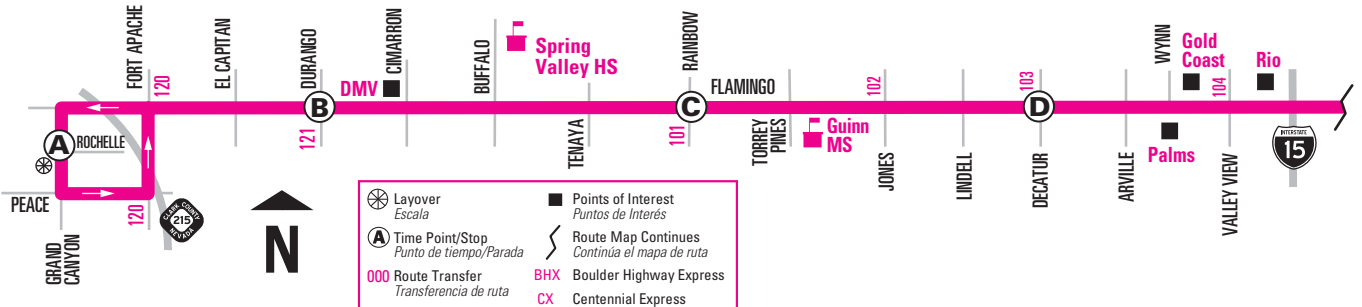 FORT APACHE
120
EL CAPITAN
DURANGO
B
121
DMV
CIMARRON
BUFFALO
Spring
Valley HS
TENAYA
RAINBOW
C
101
FLAMINGO
TORREY
PINES
Guinn
MS
102
JONES
LINDELL
103
D
DECATUR
ARVILLE
WYNN
Palms
Gold
Coast
104
VALLEY VIEW
Rio
INTERSTATE
15
A
ROCHELLE
PEACE
GRAND
CANYON
120
CLARK COUNTY
215
NEVADA
N
Layover
Escala
A Time Point/Stop
Punto de tiempo/Parada
000 Route Transfer
Transferencia de ruta
Points of Interest
Puntos de Interés
Route Map Continues
Continúa el mapa de ruta
BHX Boulder Highway Express
CX Centennial Express